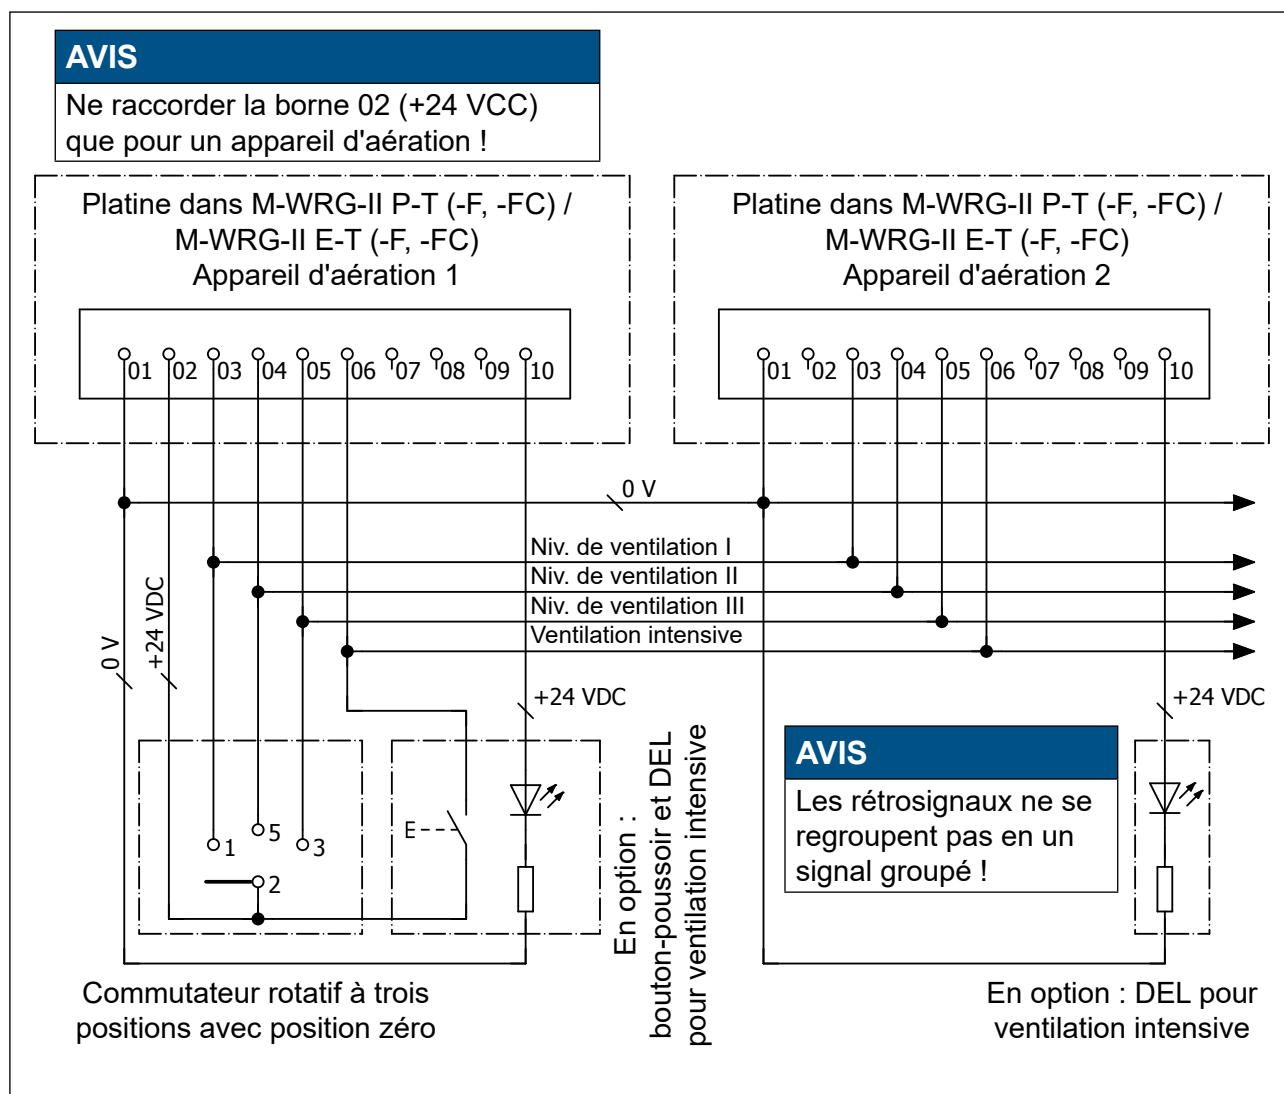 AVIS
Ne raccorder la borne 02 (+24 VCC)
que pour un appareil d'aération !
Platine dans M-WRG-II P-T (-F, -FC) /
M-WRG-II E-T (-F, -FC)
Appareil d'aération 1
01 02 03 04 05 06 07 08 09 10
Platine dans M-WRG-II P-T (-F, -FC) /
M-WRG-II E-T (-F, -FC)
Appareil d'aération 2
01 02 03 04 05 06 07 08 09 10
0 V
Niv. de ventilation I
Niv. de ventilation II
Niv. de ventilation III
Ventilation intensive
0 V
+24 VDC
+24 VDC
+24 VDC
1
5
3
2
E
En option :
bouton-poussoir et DEL
pour ventilation intensive
AVIS
Les rétrosignaux ne se
regroupent pas en un
signal groupé !
Commutateur rotatif à trois
positions avec position zéro
En option : DEL pour
ventilation intensive